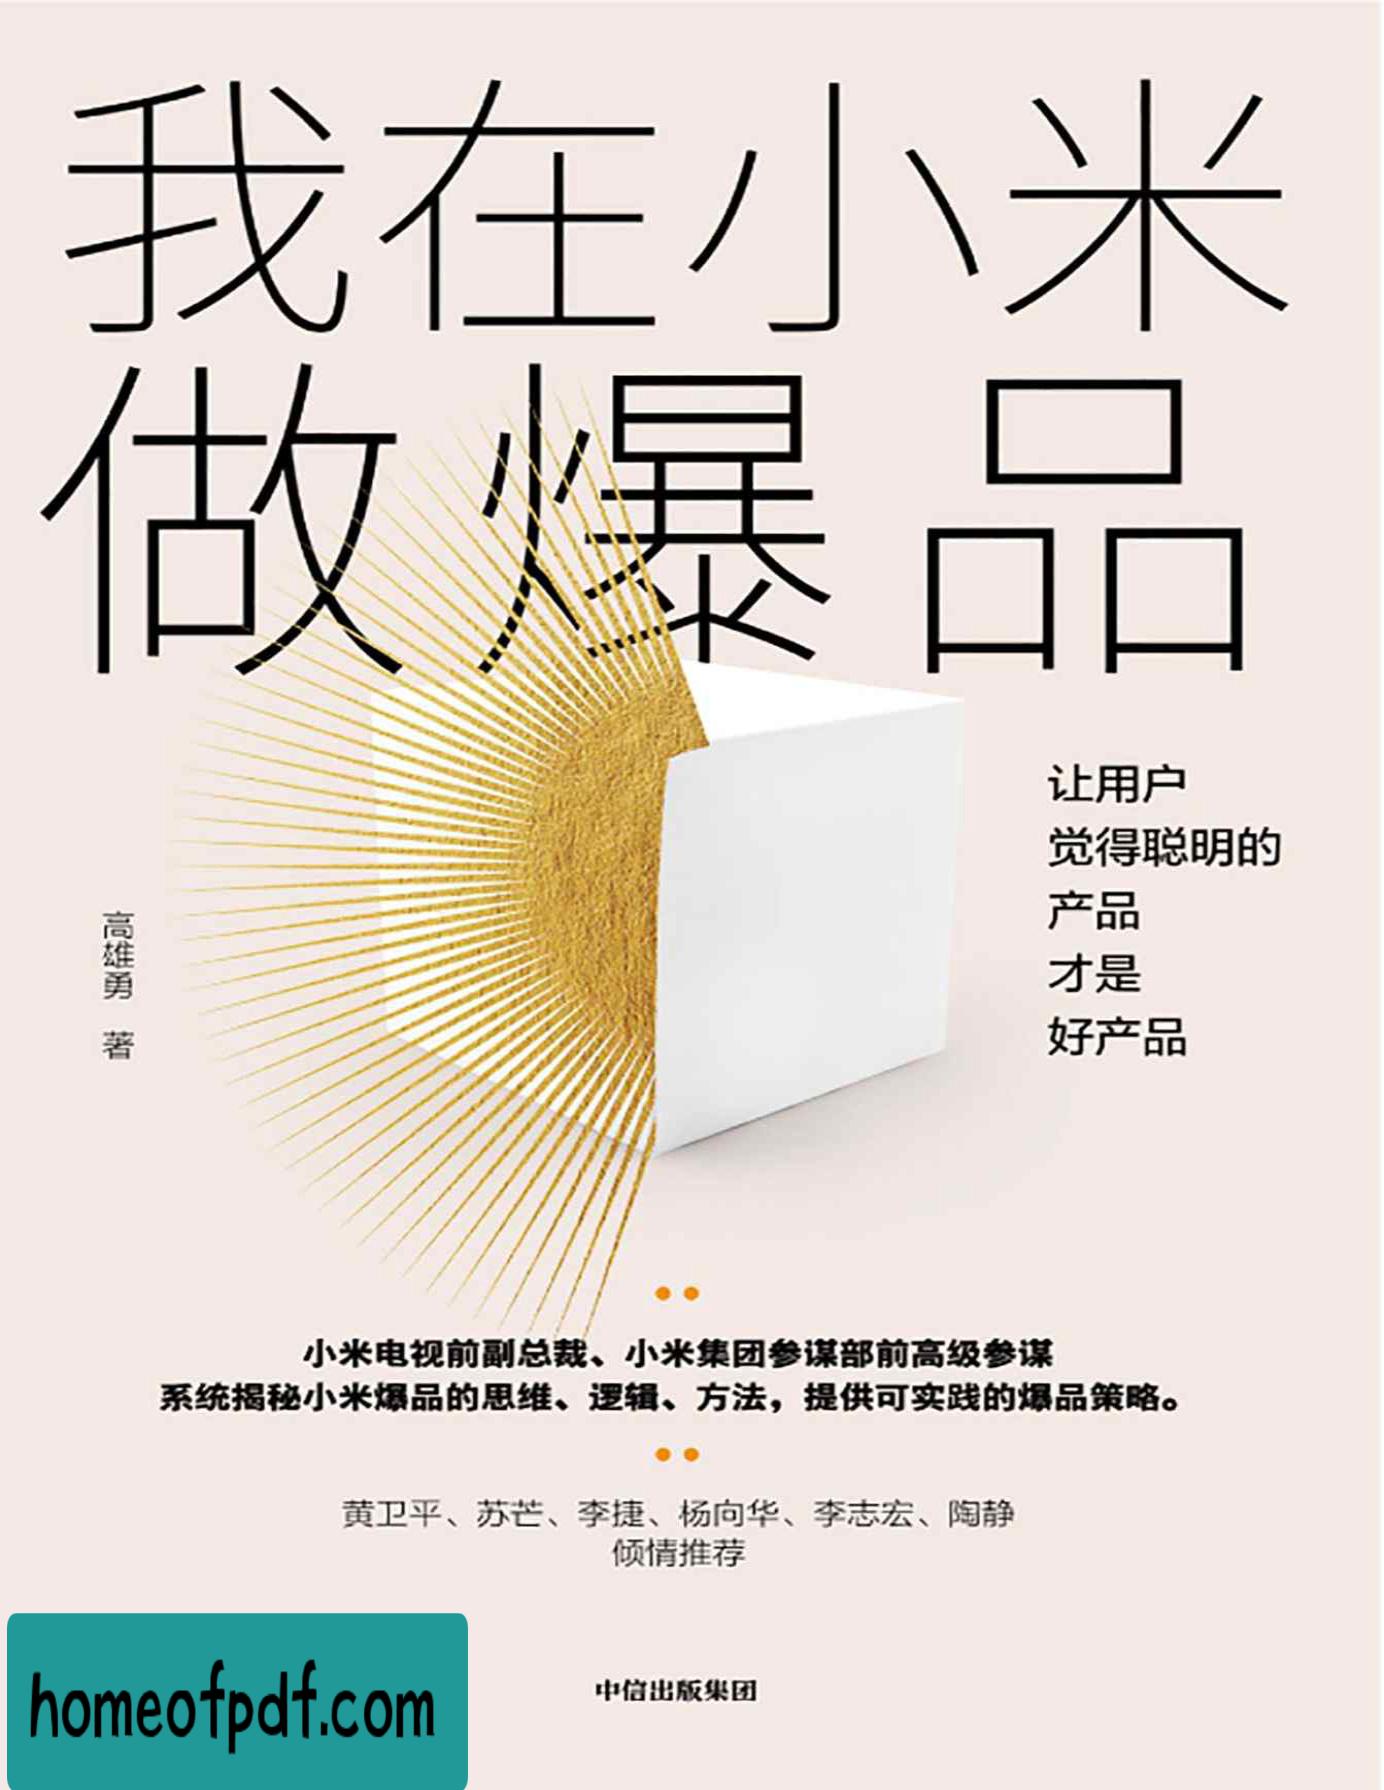 我在小米
做爆品
让用户
觉得聪明的
产品
才是
好产品
高雄勇 著
小米电视前副总裁、小米集团参谋部前高级参谋
系统揭秘小米爆品的思维、逻辑、方法，提供可实践的爆品策略。
黄卫平、苏芒、李捷、杨向华、李志宏、陶静
倾情推荐
中信出版集团
homeofpdf.com